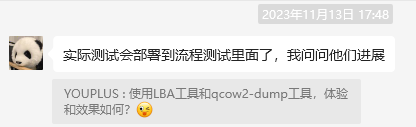 2023年11月13日 17:48
实际测试会部署到流程测试里面了，我问问他们进展
YOUPLUS : 使用LBA工具和qcow2-dump工具，体验
和效果如何？😉